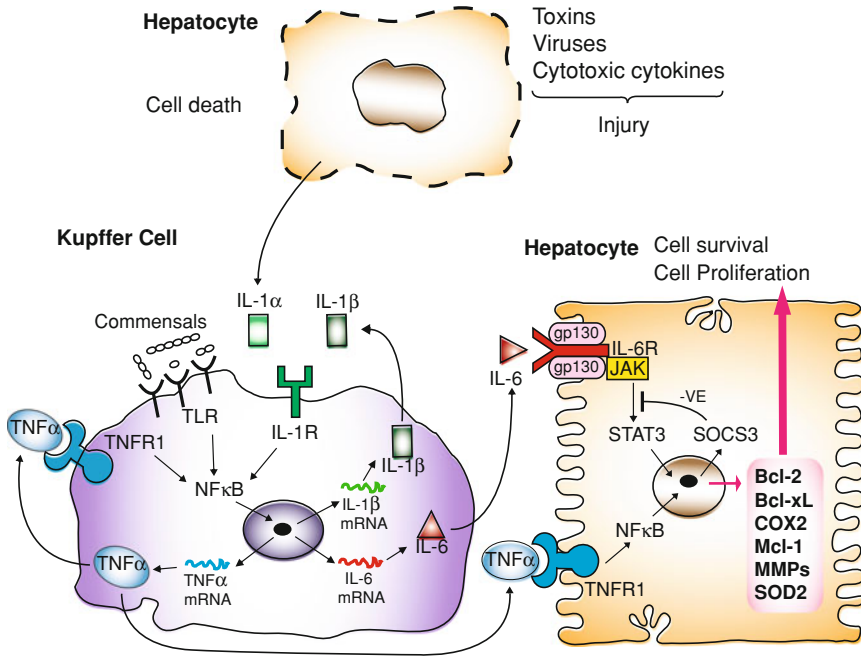 Hepatocyte
Toxins
Viruses
Cytotoxic cytokines
Cell death
Injury
Kupffer Cell
Hepatocyte
Cell survival
Cell Proliferation
IL-1α
IL-1β
Commensals
gp130
IL-6R
gp130
JAK
IL-6
-VE
TLR
TNFα
TNFR1
IL-1R
IL-1β
STAT3
SOCS3
NFκB
IL-1β
mRNA
IL-6
Bcl-2
Bcl-xL
COX2
Mcl-1
MMPs
SOD2
NFκB
TNFα
TNFα
mRNA
IL-6
mRNA
TNFα
TNFR1